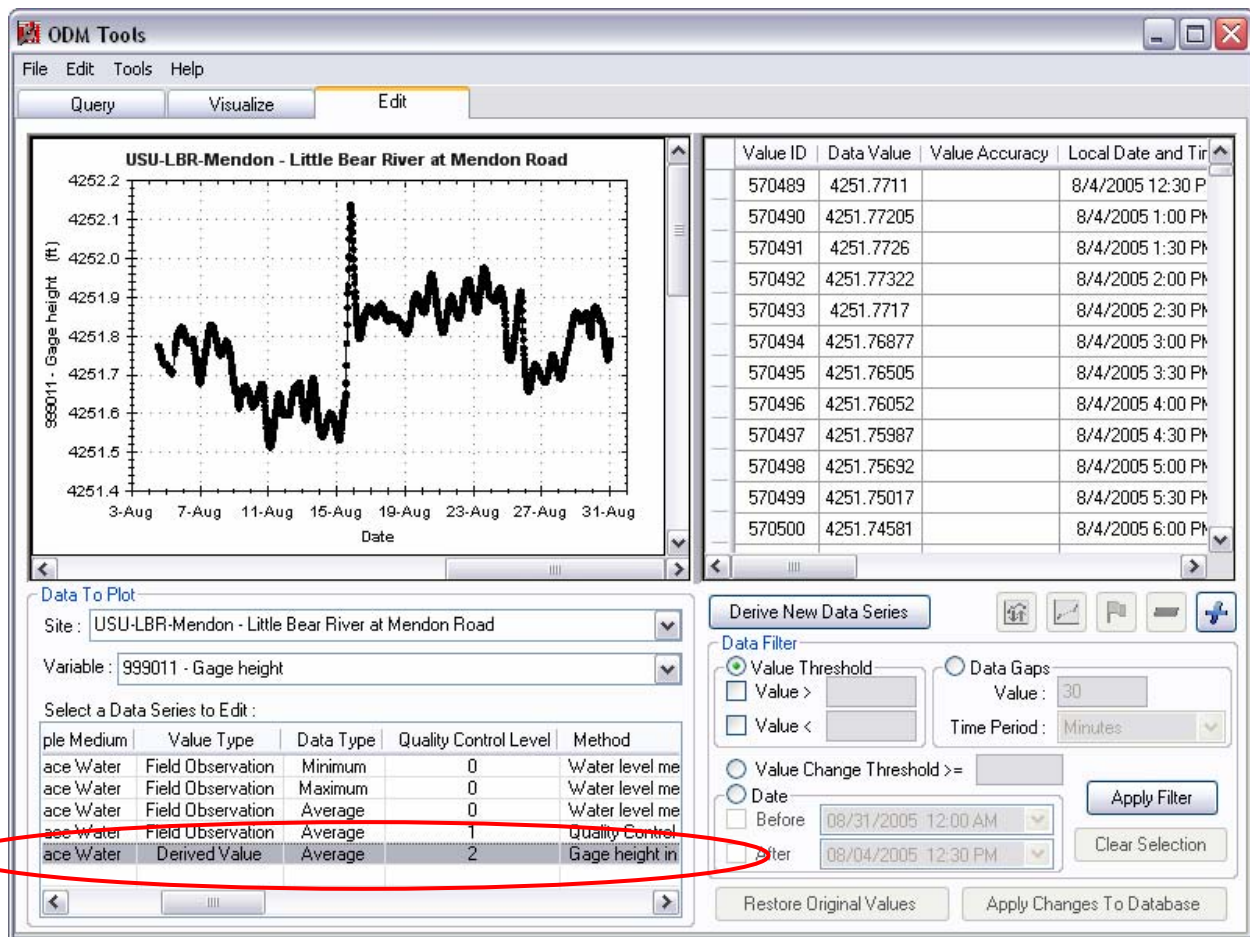 ODM Tools
File Edit Tools Help
Query Visualize Edit
USU-LBR-Mendon - Little Bear River at Mendon Road
999011 - Gage height (ft)
4252.2
4252.1
4252.0
4251.9
4251.8
4251.7
4251.6
4251.5
4251.4
3-Aug 7-Aug 11-Aug 15-Aug 19-Aug 23-Aug 27-Aug 31-Aug
Date
Value ID Data Value Value Accuracy Local Date and Tir
570489 4251.7711 8/4/2005 12:30 P
570490 4251.77205 8/4/2005 1:00 PM
570491 4251.7726 8/4/2005 1:30 PM
570492 4251.77322 8/4/2005 2:00 PM
570493 4251.7717 8/4/2005 2:30 PM
570494 4251.76877 8/4/2005 3:00 PM
570495 4251.76505 8/4/2005 3:30 PM
570496 4251.76052 8/4/2005 4:00 PM
570497 4251.75987 8/4/2005 4:30 PM
570498 4251.75692 8/4/2005 5:00 PM
570499 4251.75017 8/4/2005 5:30 PM
570500 4251.74581 8/4/2005 6:00 PM
Data To Plot
Site : USU-LBR-Mendon - Little Bear River at Mendon Road
Variable : 999011 - Gage height
Select a Data Series to Edit :
ple Medium Value Type Data Type Quality Control Level Method
ace Water Field Observation Minimum 0 Water level me
ace Water Field Observation Maximum 0 Water level me
ace Water Field Observation Average 0 Water level me
ace Water Field Observation Average 1 Quality Control
ace Water Derived Value Average 2 Gage height in
Derive New Data Series
Data Filter
Value Threshold
Value >
Value <
Data Gaps
Value : 30
Time Period : Minutes
Value Change Threshold >=
Date
Before 08/31/2005 12:00 AM
After 08/04/2005 12:30 PM
Apply Filter
Clear Selection
Restore Original Values Apply Changes To Database